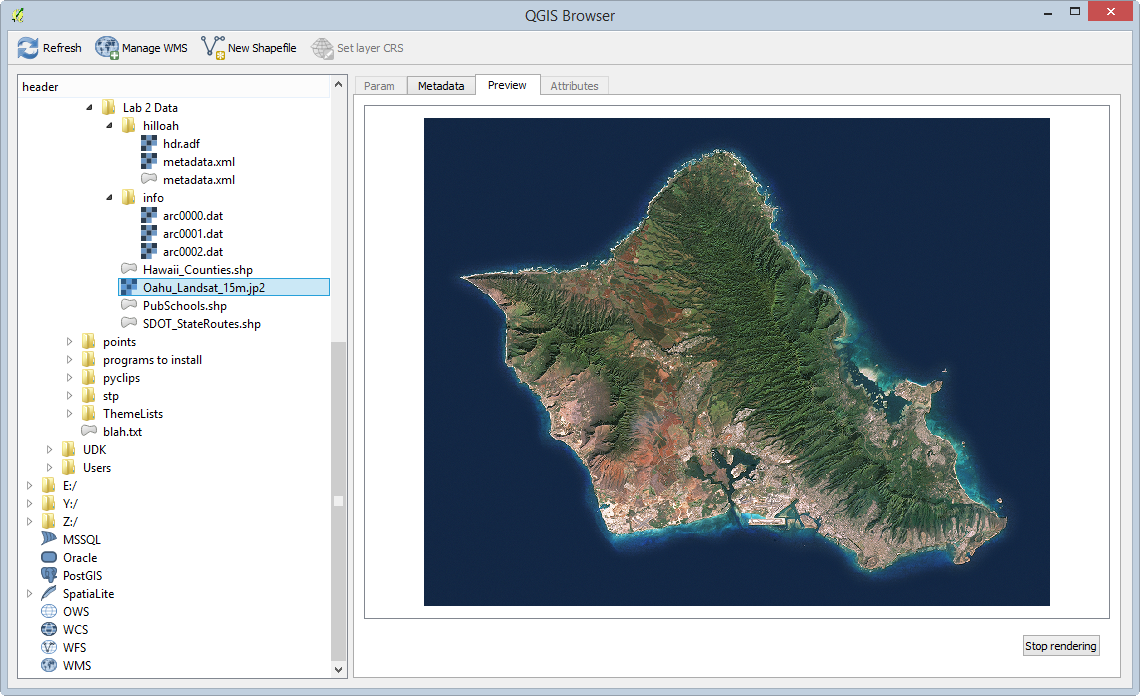 QGIS Browser
Refresh Manage WMS New Shapefile Set layer CRS
header
Param Metadata Preview Attributes
Lab 2 Data
hilloah
hdr.adf
metadata.xml
metadata.xml
info
arc0000.dat
arc0001.dat
arc0002.dat
Hawaii_Counties.shp
Oahu_Landsat_15m.jp2
PubSchools.shp
SDOT_StateRoutes.shp
points
programs to install
pyclips
stp
ThemeLists
blah.txt
UDK
Users
E:/
Y:/
Z:/
MSSQL
Oracle
PostGIS
SpatiaLite
OWS
WCS
WFS
WMS
Stop rendering